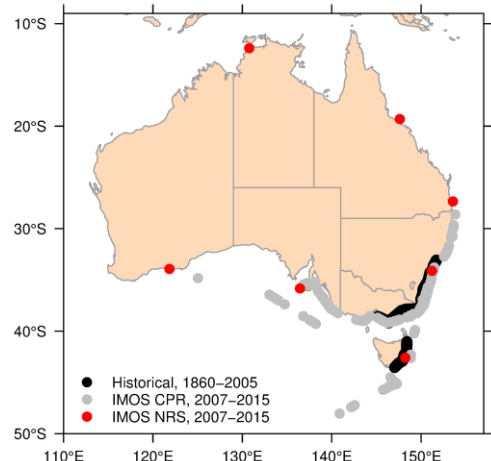 10°S
20°S
30°S
40°S
50°S
Historical, 1860−2005
IMOS CPR, 2007−2015
IMOS NRS, 2007−2015
110°E 120°E 130°E 140°E 150°E